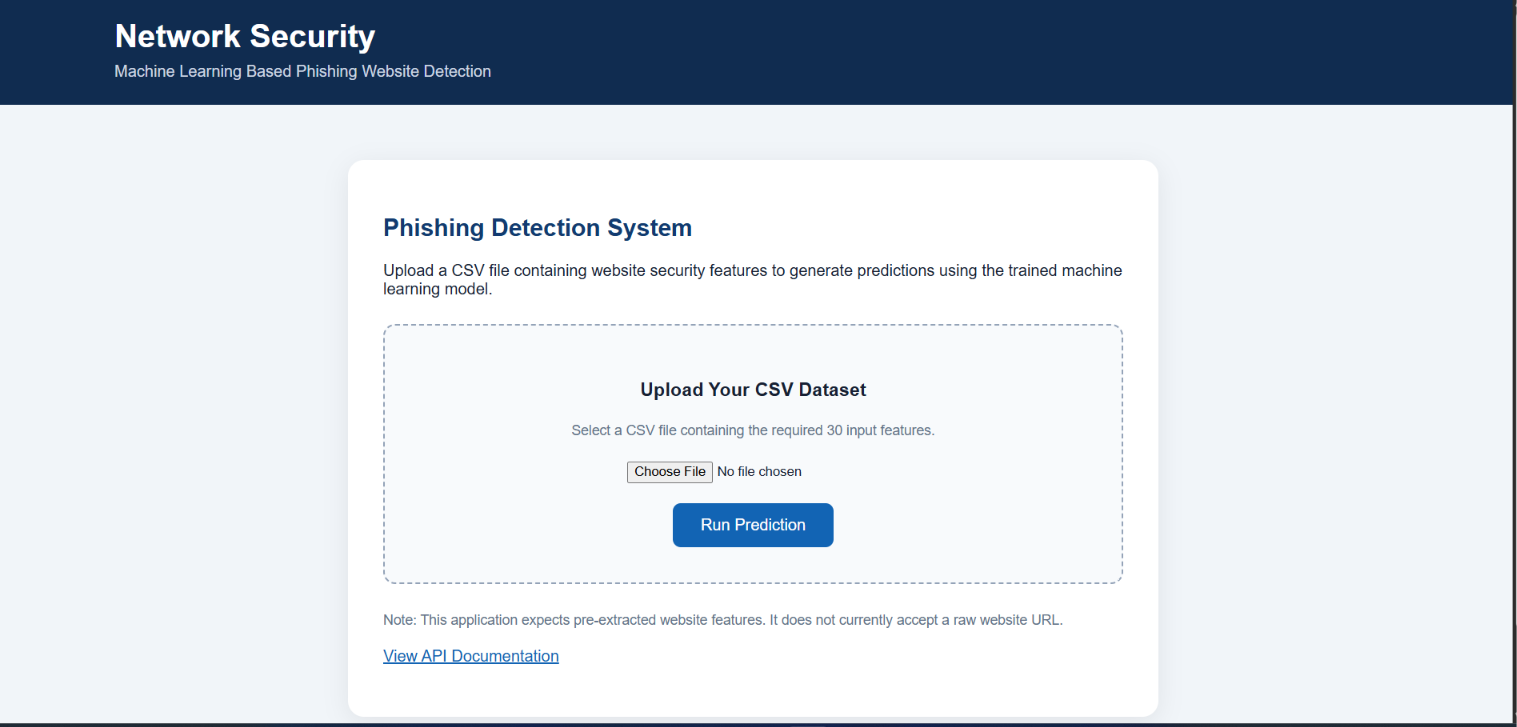 Network Security
Machine Learning Based Phishing Website Detection
Phishing Detection System
Upload a CSV file containing website security features to generate predictions using the trained machine
learning model.
Upload Your CSV Dataset
Select a CSV file containing the required 30 input features.
Choose File No file chosen
Run Prediction
Note: This application expects pre-extracted website features. It does not currently accept a raw website URL.
View API Documentation